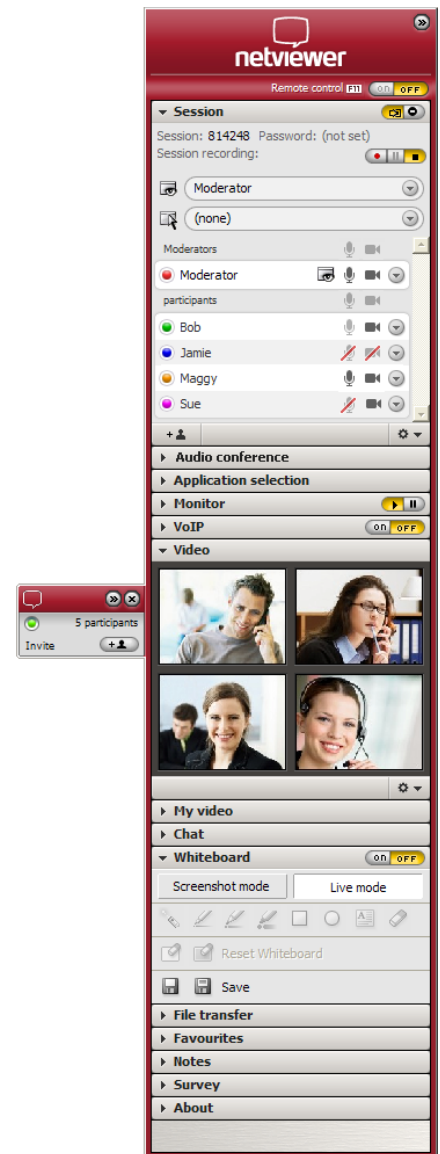 netviewer
Remote control F11 on OFF
Session
Session: 814248 Password: (not set)
Session recording:
Moderator
(none)
Moderators
Moderator
participants
Bob
Jamie
Maggy
Sue
Audio conference
Application selection
Monitor
VoIP on OFF
Video
5 participants
Invite
My video
Chat
Whiteboard on OFF
Screenshot mode Live mode
A
Reset Whiteboard
Save
File transfer
Favourites
Notes
Survey
About